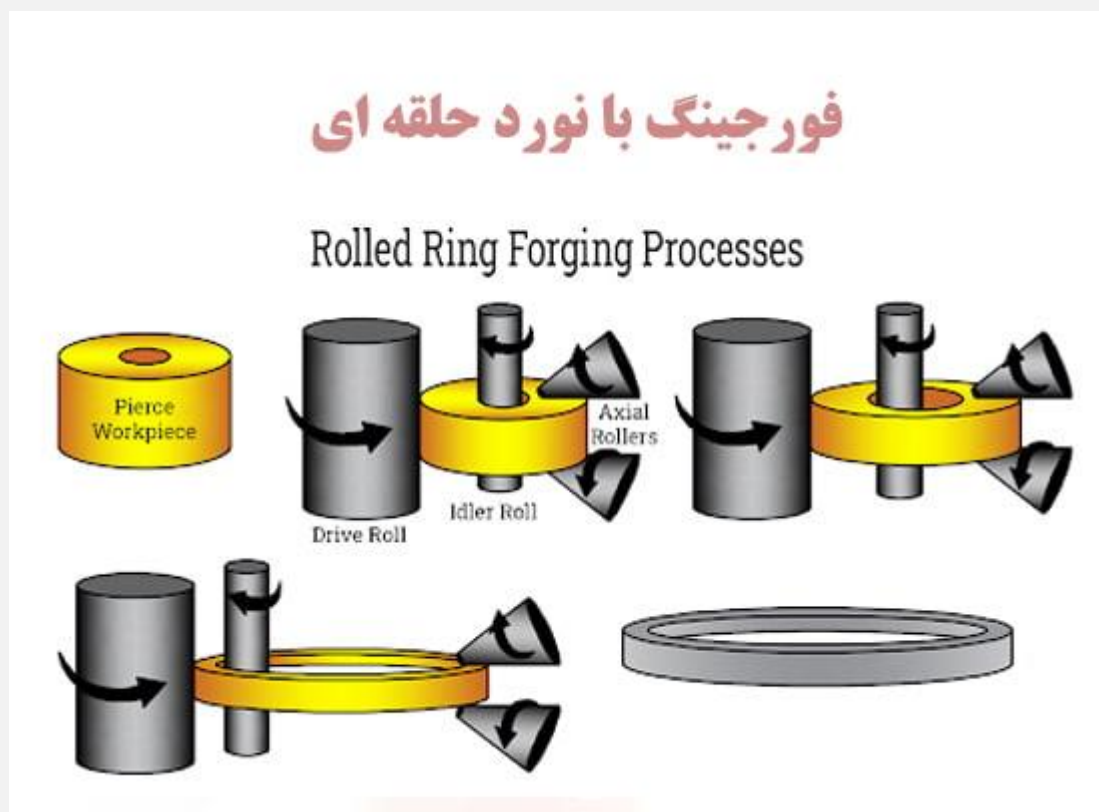 فورجینگ با نورد حلقه ای
Rolled Ring Forging Processes
Pierce
Workpiece
Axial
Rollers
Idler Roll
Drive Roll